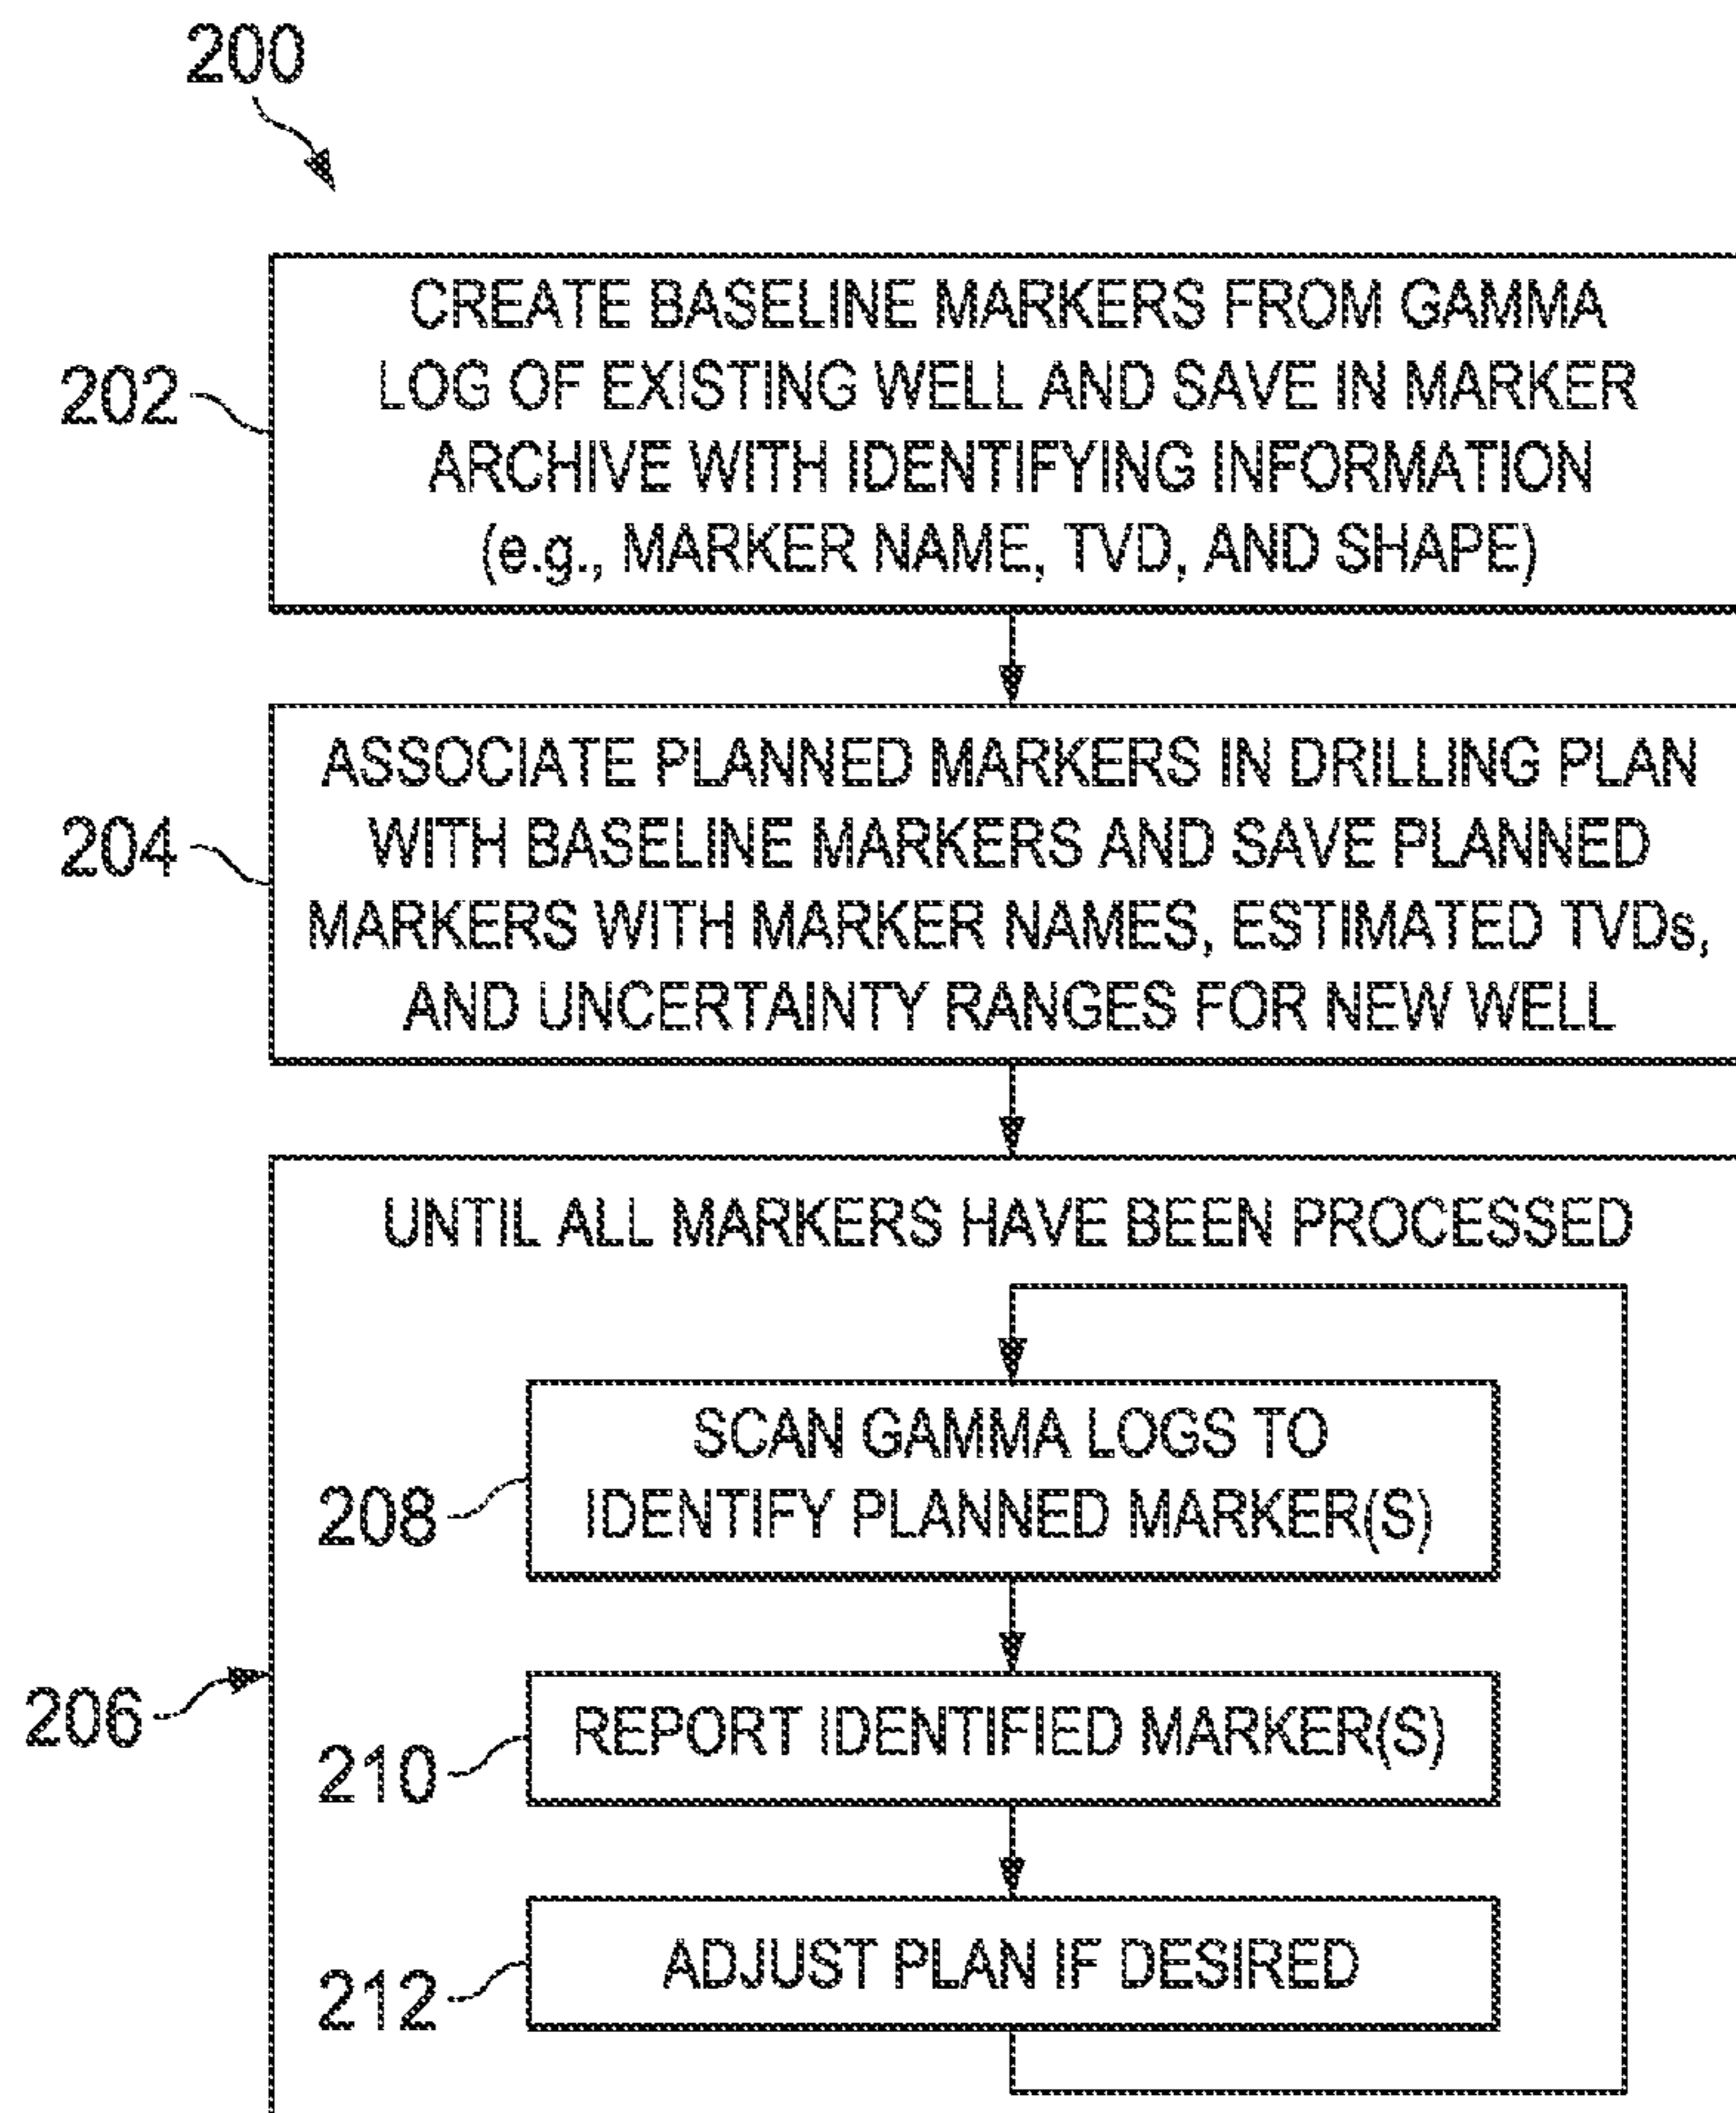 200
202
CREATE BASELINE MARKERS FROM GAMMA
LOG OF EXISTING WELL AND SAVE IN MARKER
ARCHIVE WITH IDENTIFYING INFORMATION
(e.g., MARKER NAME, TVD, AND SHAPE)
204
ASSOCIATE PLANNED MARKERS IN DRILLING PLAN
WITH BASELINE MARKERS AND SAVE PLANNED
MARKERS WITH MARKER NAMES, ESTIMATED TVDs,
AND UNCERTAINTY RANGES FOR NEW WELL
206
UNTIL ALL MARKERS HAVE BEEN PROCESSED
208
SCAN GAMMA LOGS TO
IDENTIFY PLANNED MARKER(S)
210
REPORT IDENTIFIED MARKER(S)
212
ADJUST PLAN IF DESIRED